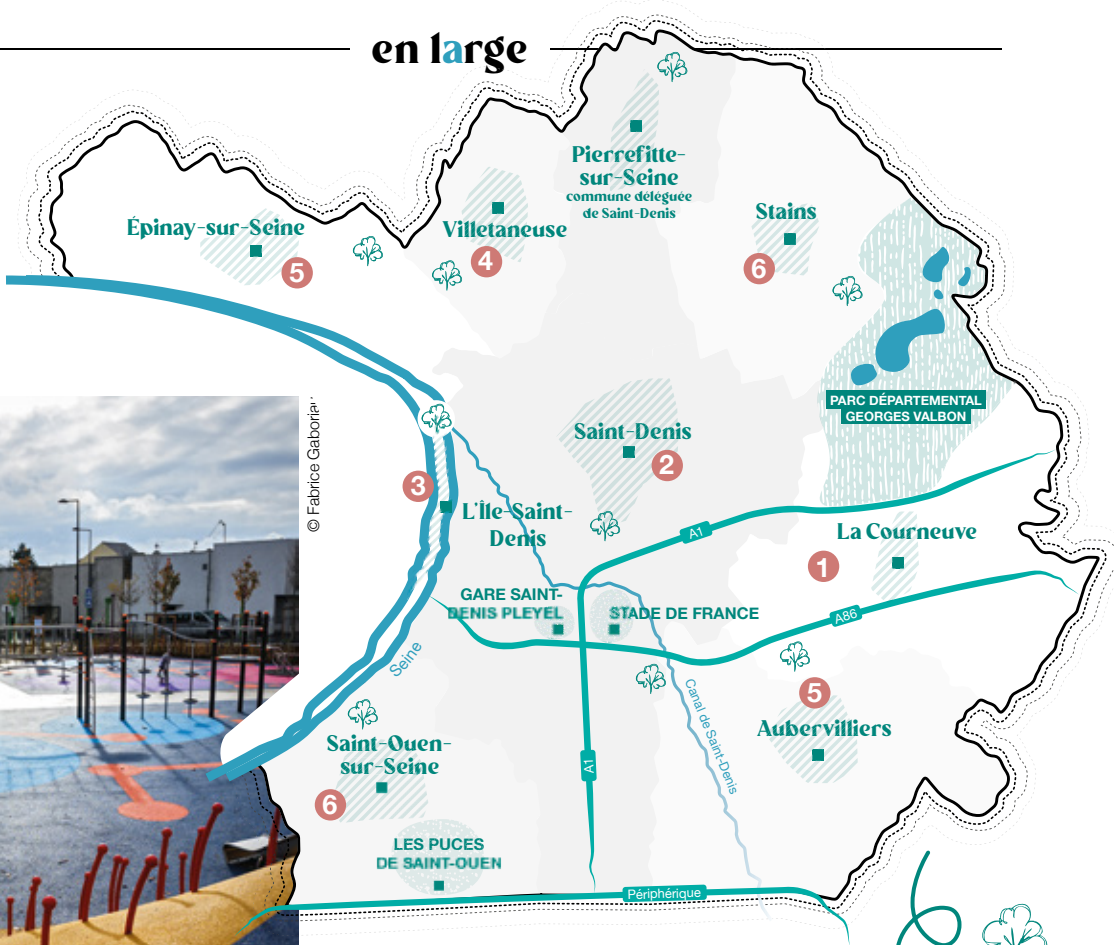 en large
Pierrefitte-
sur-Seine
commune déléguée
de Saint-Denis
Stains
6
Épinay-sur-Seine
5
Villetaneuse
4
PARC DÉPARTEMENTAL
GEORGES VALBON
Saint-Denis
2
3
L'Île-Saint-
Denis
© Fabrice
A1
La Courneuve
1
A86
GARE SAINT-
DENIS PLEYEL
STADE DE FRANCE
Seine
Canal de Saint-Denis
5
Aubervilliers
Saint-Ouen-
sur-Seine
6
A1
LES PUCES
DE SAINT-OUEN
Périphérique